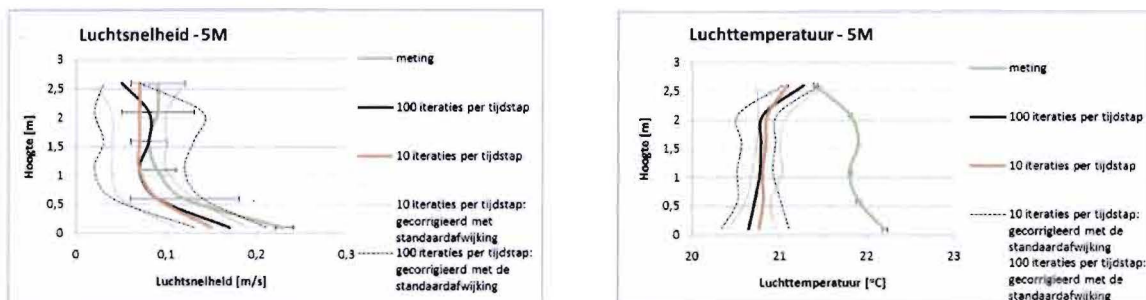 Luchtsnelheid - 5M
3
2,5
2
1,5
1
0,5
0
Hoogte [m]
0
0,1
0,2
0,3
Luchtsnelheid [m/s]
meting
100 iteraties per tijdstap
10 iteraties per tijdstap
10 iteraties per tijdstap:
gecorrigieerd met
standaardafwijking
100 iteraties per tijdstap:
gecorrigieerd met de
standaardafwijking
Luchttemperatuur - 5M
3
2,5
2
1,5
1
0,5
0
Hoogte [m]
20
21
22
23
Luchttemperatuur [°C]
meting
100 iteraties per tijdstap
10 iteraties per tijdstap
10 iteraties per tijdstap:
gecorrigieerd met de
standaardafwijking
100 iteraties per tijdstap:
gecorrigieerd met de
standaardafwijking